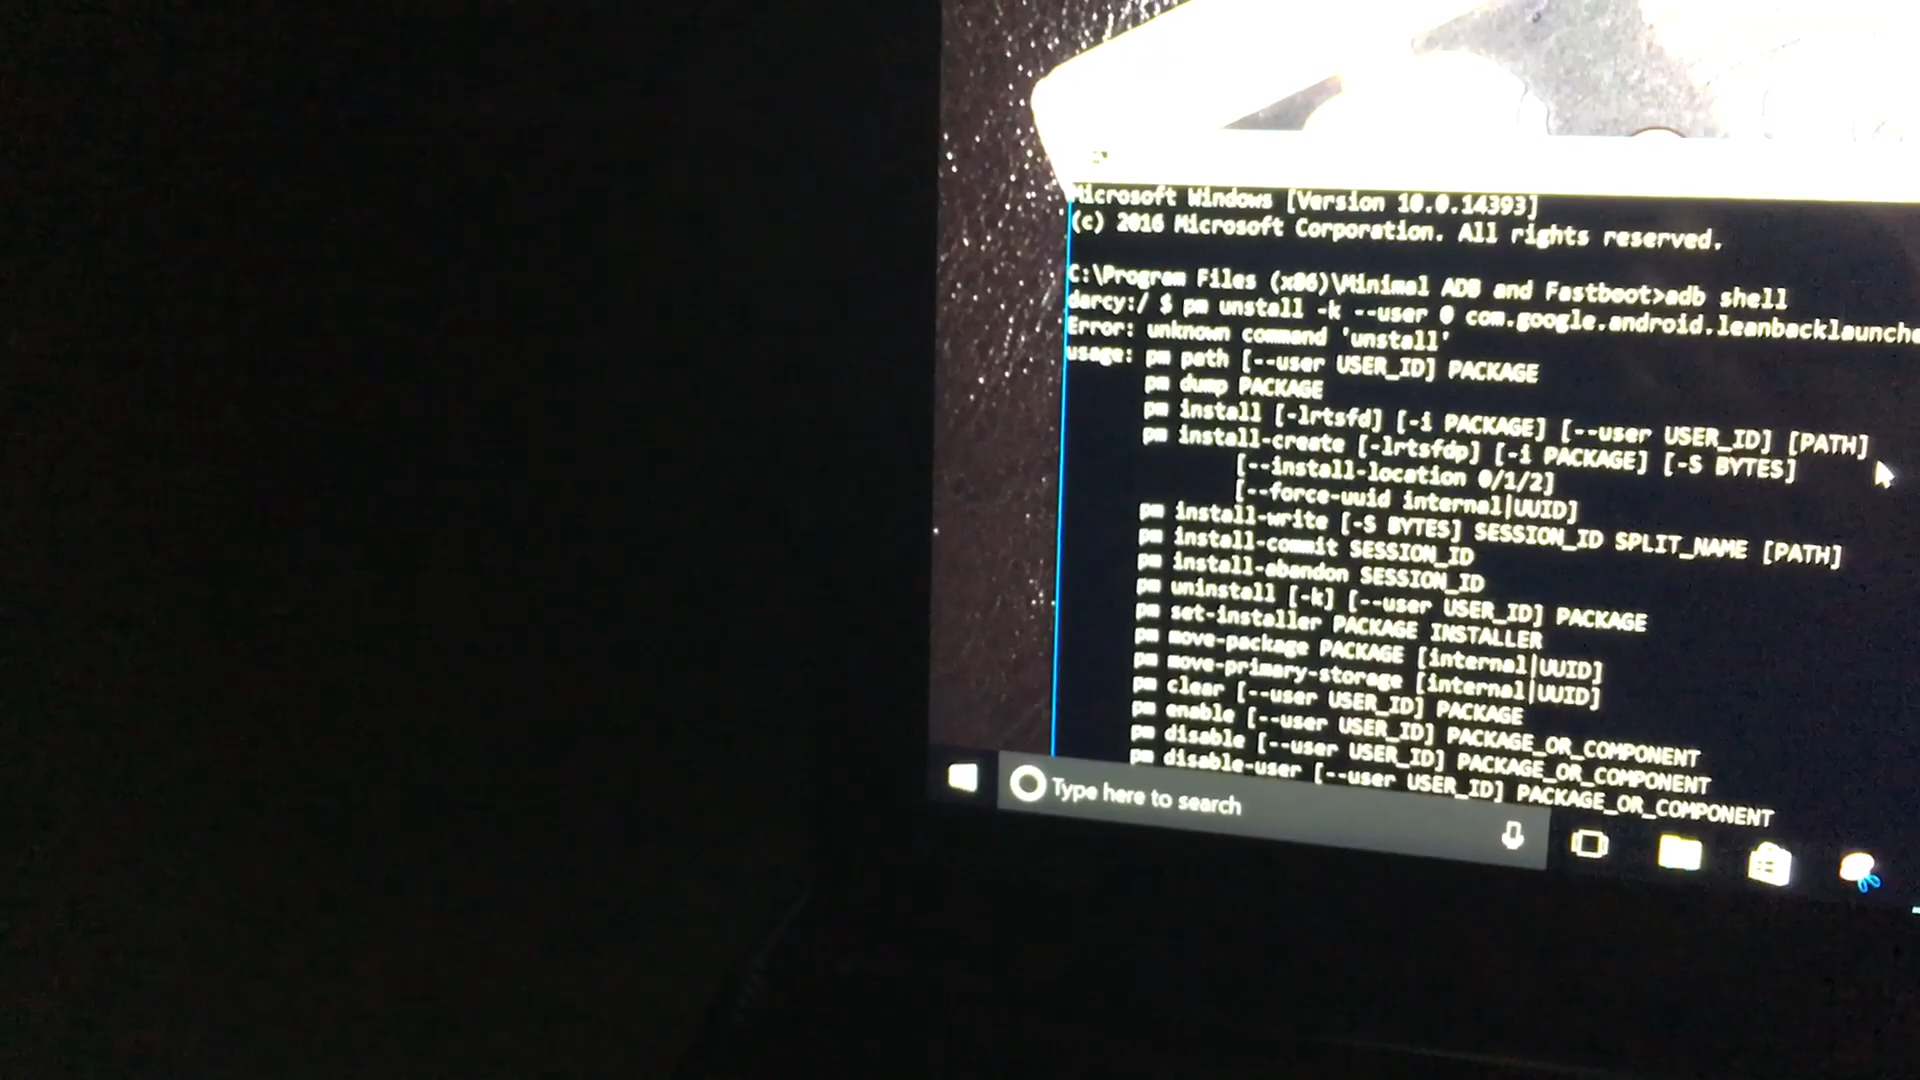 Microsoft Windows [Version 10.0.14393]
(c) 2016 Microsoft Corporation. All rights reserved.
C:\Program Files (x86)\Minimal ADB and Fastboot>adb shell
darcy:/ $ pm unstall -k --user 0 com.google.android.leanbacklaunche
Error: unknown command 'unstall'
usage: pm path [--user USER_ID] PACKAGE
pm dump PACKAGE
pm install [-lrtsfd] [-i PACKAGE] [--user USER_ID] [PATH]
pm install-create [-lrtsfdp] [-i PACKAGE] [-S BYTES]
[--install-location 0/1/2]
[--force-uuid internal|UUID]
pm install-write [-S BYTES] SESSION_ID SPLIT_NAME [PATH]
pm install-commit SESSION_ID
pm install-abandon SESSION_ID
pm uninstall [-k] [--user USER_ID] PACKAGE
pm set-installer PACKAGE INSTALLER
pm move-package PACKAGE [internal|UUID]
pm move-primary-storage [internal|UUID]
pm clear [--user USER_ID] PACKAGE
pm enable [--user USER_ID] PACKAGE_OR_COMPONENT
pm disable [--user USER_ID] PACKAGE_OR_COMPONENT
pm disable-user [--user USER_ID] PACKAGE_OR_COMPONENT
Type here to search